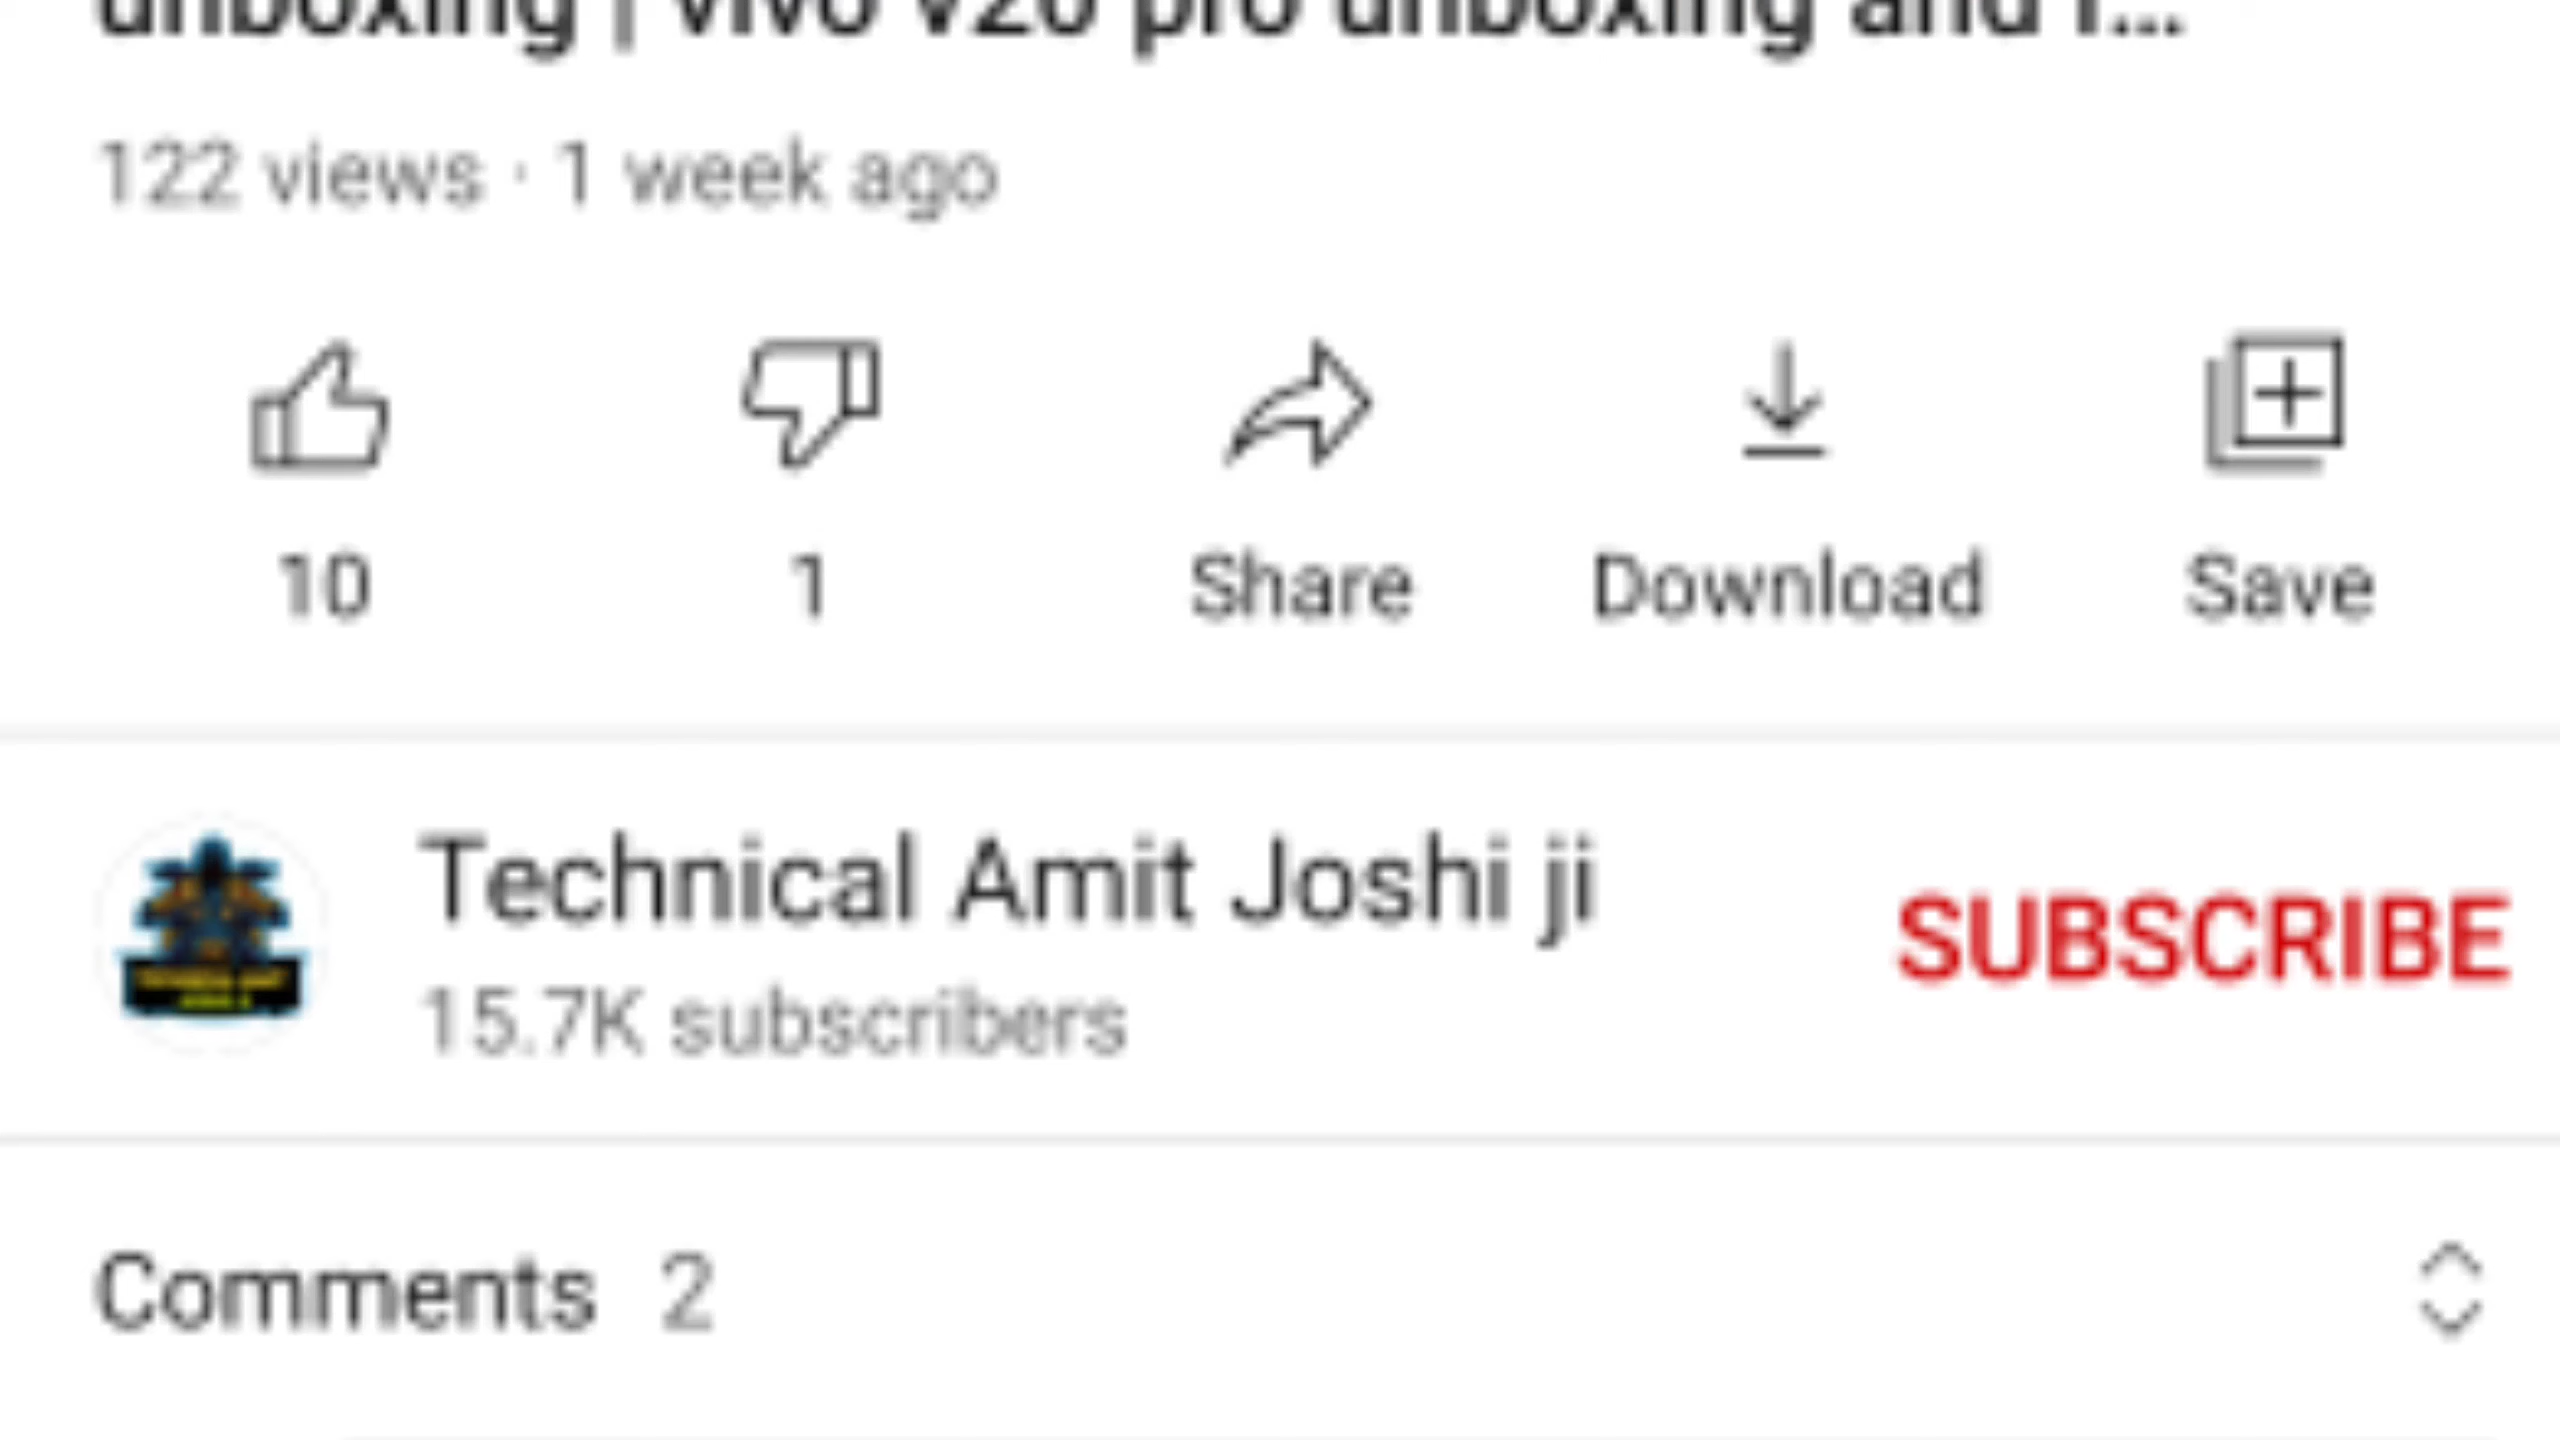 unboxing | vivo v20 pro unboxing and r...
122 views · 1 week ago
10 1 Share Download Save
Technical Amit Joshi ji
SUBSCRIBE
15.7K subscribers
Comments 2